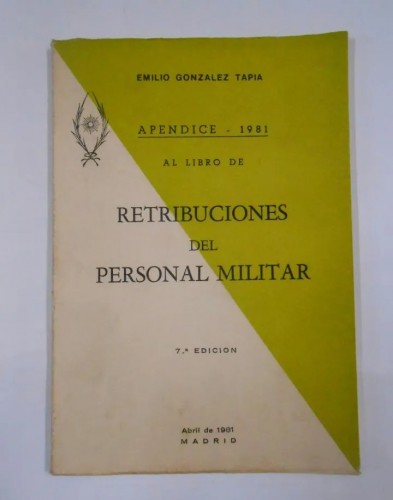 EMILIO GONZALEZ TAPIA
APENDICE - 1981
AL LIBRO DE
RETRIBUCIONES
DEL
PERSONAL MILITAR
7.ª EDICION
Abril de 1981
MADRID